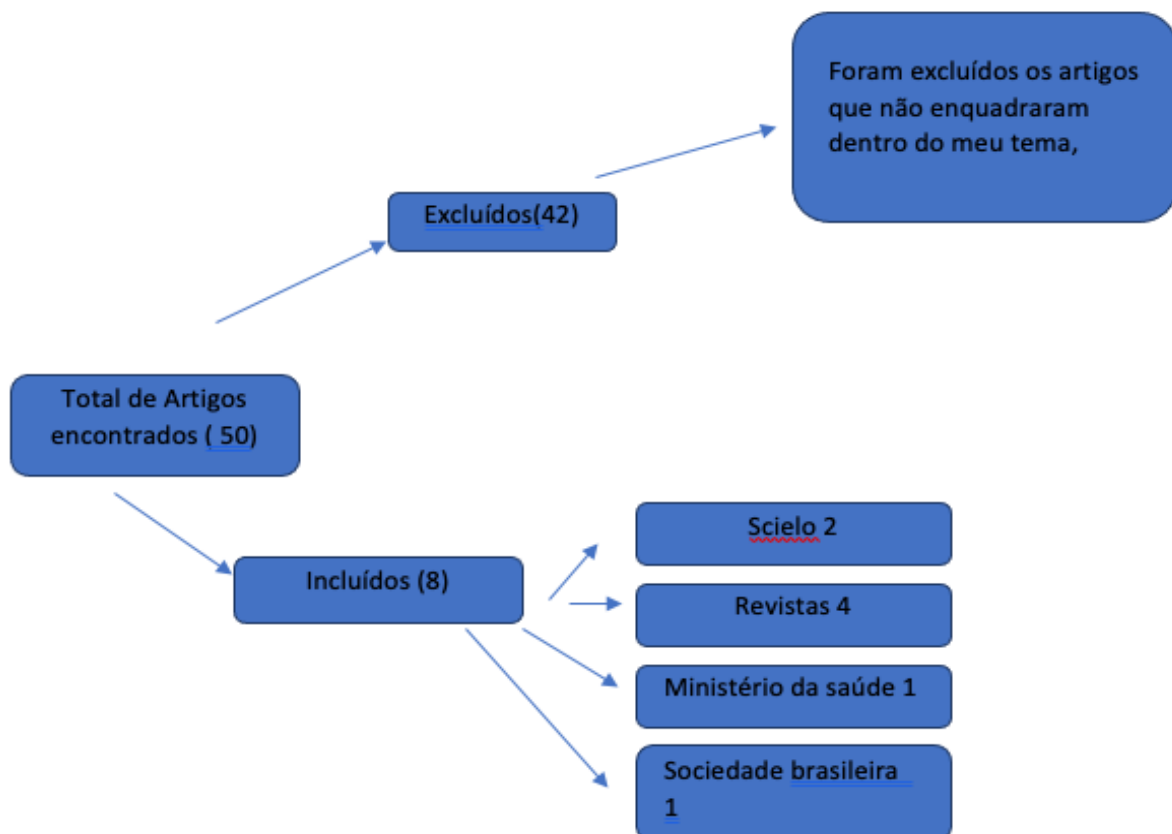 Foram excluídos os artigos
que não enquadraram
dentro do meu tema,
Excluídos(42)
Total de Artigos
encontrados ( 50)
Incluídos (8)
Scielo 2
Revistas 4
Ministério da saúde 1
Sociedade brasileira
1